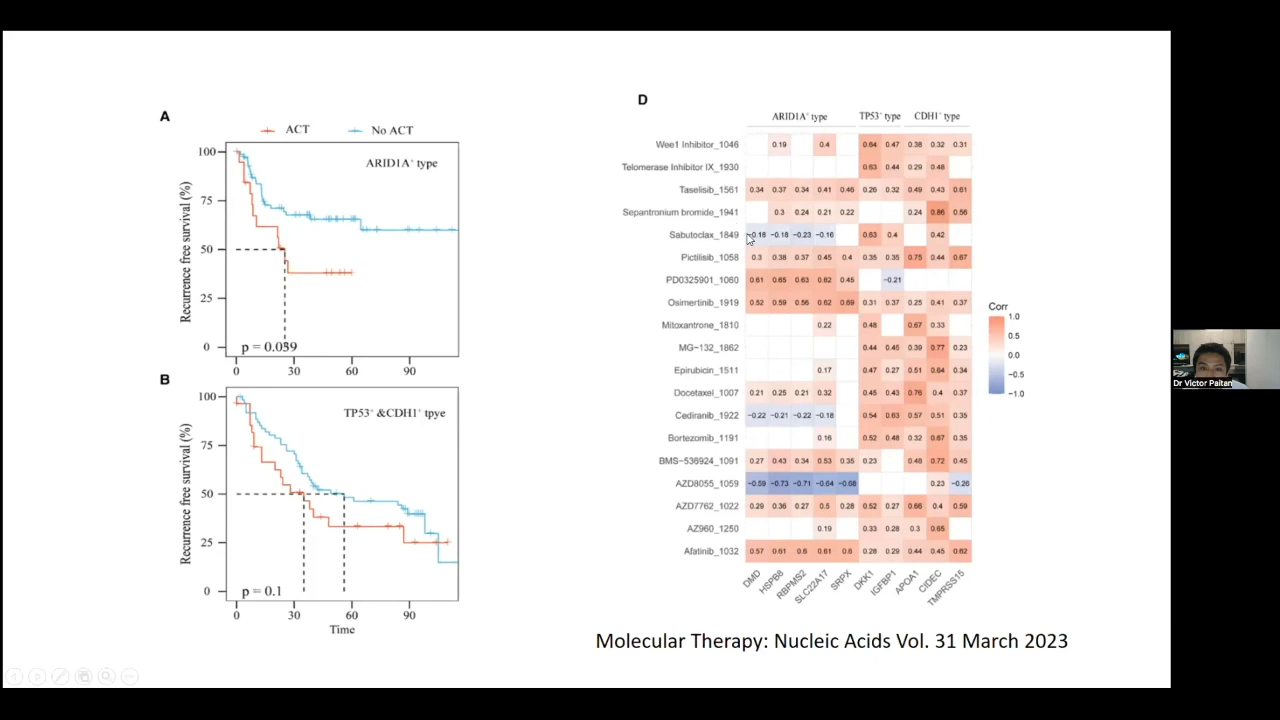 A
ACT No ACT
ARID1A⁺ type
Recurrence free survival (%)
100
75
50
25
0
p = 0.039
0 30 60 90
B
TP53⁺ &CDH1⁺ tpye
Recurrence free survival (%)
100
75
50
25
0
p = 0.1
0 30 60 90
Time
D
ARID1A⁺ type TP53⁺ type CDH1⁺ type
Wee1 Inhibitor_1046 0.19 0.4 0.64 0.47 0.38 0.32 0.31
Telomerase Inhibitor IX_1930 0.63 0.44 0.29 0.48
Taselisib_1561 0.34 0.37 0.34 0.41 0.46 0.26 0.32 0.49 0.43 0.61
Sepantronium bromide_1941 0.3 0.24 0.21 0.22 0.24 0.86 0.56
Sabutoclax_1849 −0.18 −0.18 −0.23 −0.16 0.63 0.4 0.42
Pictilisib_1058 0.3 0.38 0.37 0.45 0.4 0.35 0.35 0.75 0.44 0.67
PD0325901_1060 0.61 0.65 0.63 0.62 0.45 −0.21
Osimertinib_1919 0.52 0.59 0.56 0.62 0.69 0.31 0.37 0.25 0.41 0.37
Mitoxantrone_1810 0.22 0.48 0.67 0.33
MG−132_1862 0.44 0.45 0.39 0.77 0.23
Epirubicin_1511 0.17 0.47 0.27 0.51 0.64 0.34
Docetaxel_1007 0.21 0.25 0.21 0.32 0.45 0.43 0.76 0.4 0.37
Cediranib_1922 −0.22 −0.21 −0.22 −0.18 0.54 0.63 0.57 0.51 0.35
Bortezomib_1191 0.16 0.52 0.48 0.32 0.67 0.35
BMS−536924_1091 0.27 0.43 0.34 0.53 0.35 0.23 0.48 0.72 0.45
AZD8055_1059 −0.59 −0.73 −0.71 −0.64 −0.68 0.23 −0.26
AZD7762_1022 0.29 0.36 0.27 0.5 0.28 0.52 0.27 0.66 0.4 0.59
AZ960_1250 0.19 0.33 0.28 0.3 0.65
Afatinib_1032 0.57 0.61 0.6 0.61 0.6 0.28 0.29 0.44 0.45 0.62
DMD HSPB8 RBPMS2 SLC22A17 SRPX DKK1 IGFBP1 APOA1 CIDEC TMPRSS15
Corr
1.0
0.5
0.0
−0.5
−1.0
Molecular Therapy: Nucleic Acids Vol. 31 March 2023
Dr Victor Paitan